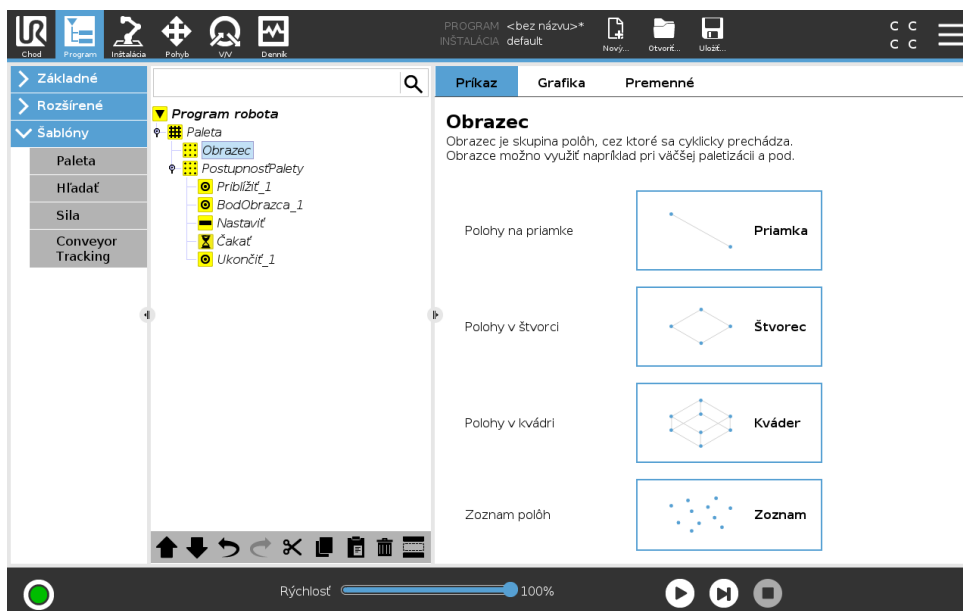 UR
PROGRAM <bez názvu>*
INŠTALÁCIA default
Chod
Program
Inštalácia
Pohyb
V/V
Denník
Nový...
Otvoriť...
Uložiť...
C C
C C
Základné
Rozšírené
Šablóny
Paleta
Hľadať
Sila
Conveyor
Tracking
Program robota
Paleta
Obrazec
PostupnosťPalety
Priblížiť_1
BodObrazca_1
Nastaviť
Čakať
Ukončiť_1
Príkaz
Grafika
Premenné
Obrazec
Obrazec je skupina polôh, cez ktoré sa cyklicky prechádza.
Obrazce možno využiť napríklad pri väčšej paletizácii a pod.
Polohy na priamke
Priamka
Polohy v štvorci
Štvorec
Polohy v kvádri
Kváder
Zoznam polôh
Zoznam
Rýchlosť
100%